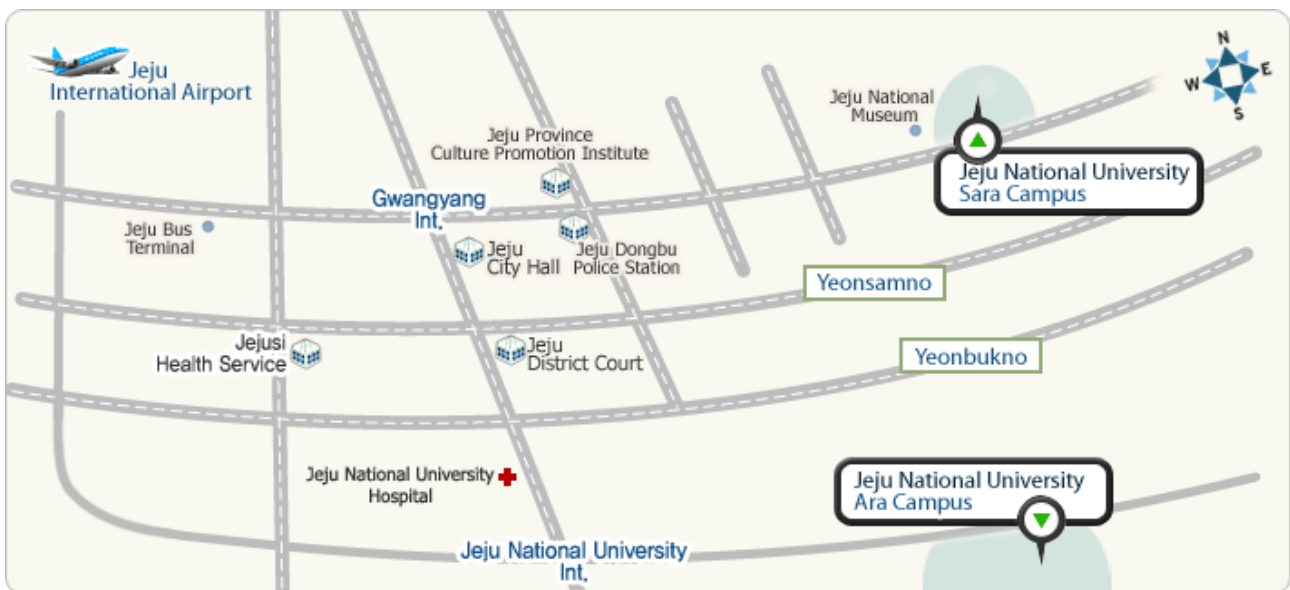 Jeju
International Airport
N
W
E
S
Jeju National
Museum
Jeju Province
Culture Promotion Institute
Jeju National University
Sara Campus
Gwangyang
Int.
Jeju Bus
Terminal
Jeju
City Hall
Jeju Dongbu
Police Station
Yeonsamno
Jejusi
Health Service
Jeju
District Court
Yeonbukno
Jeju National University
Hospital
Jeju National University
Ara Campus
Jeju National University
Int.